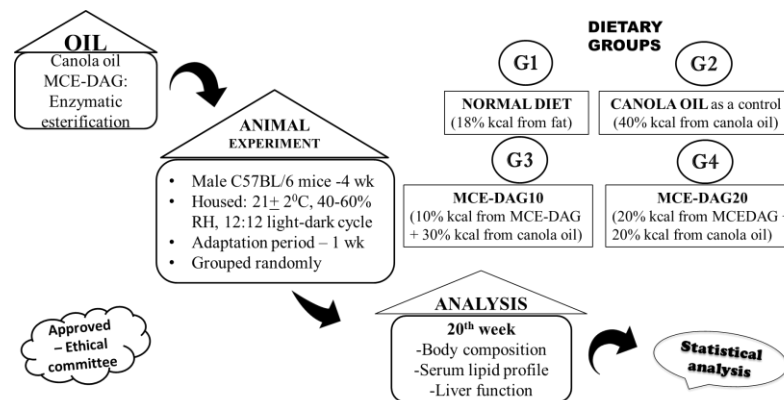 OIL
Canola oil
MCE-DAG:
Enzymatic
esterification
ANIMAL
EXPERIMENT
• Male C57BL/6 mice -4 wk
• Housed: 21± 2⁰C, 40-60%
RH, 12:12 light-dark cycle
• Adaptation period – 1 wk
• Grouped randomly
DIETARY
GROUPS
G1
NORMAL DIET
(18% kcal from fat)
G2
CANOLA OIL as a control
(40% kcal from canola oil)
G3
MCE-DAG10
(10% kcal from MCE-DAG
+ 30% kcal from canola oil)
G4
MCE-DAG20
(20% kcal from MCEDAG +
20% kcal from canola oil)
Approved
– Ethical
committee
ANALYSIS
20th week
-Body composition
-Serum lipid profile
-Liver function
Statistical
analysis